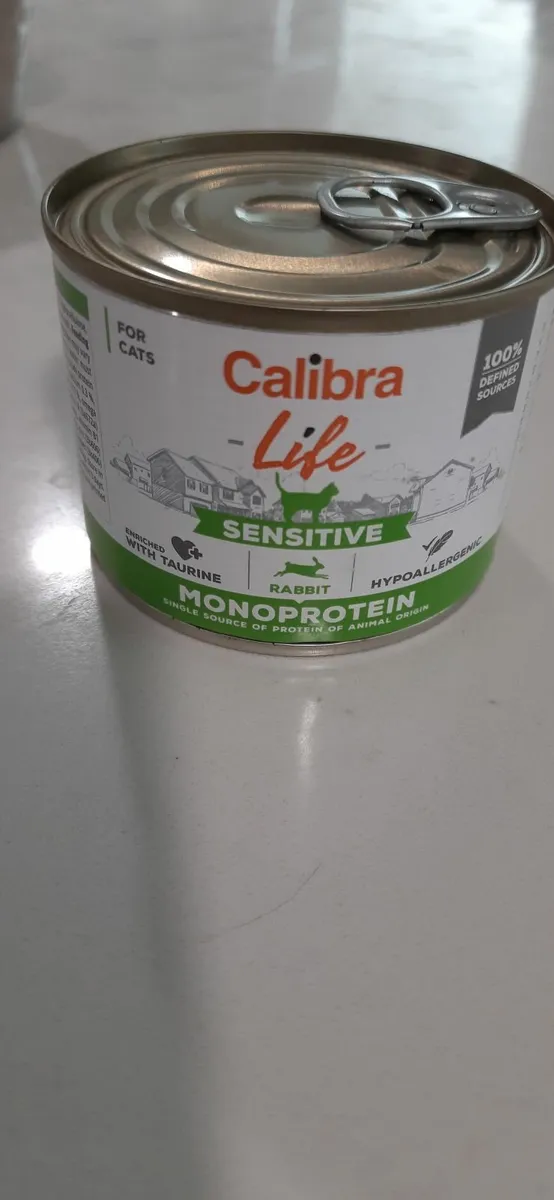 FOR
CATS
Calibra
Life
100%
DEFINED
SOURCES
SENSITIVE
ENRICHED
WITH TAURINE
RABBIT
HYPOALLERGENIC
MONOPROTEIN
SINGLE SOURCE OF PROTEIN OF ANIMAL ORIGIN